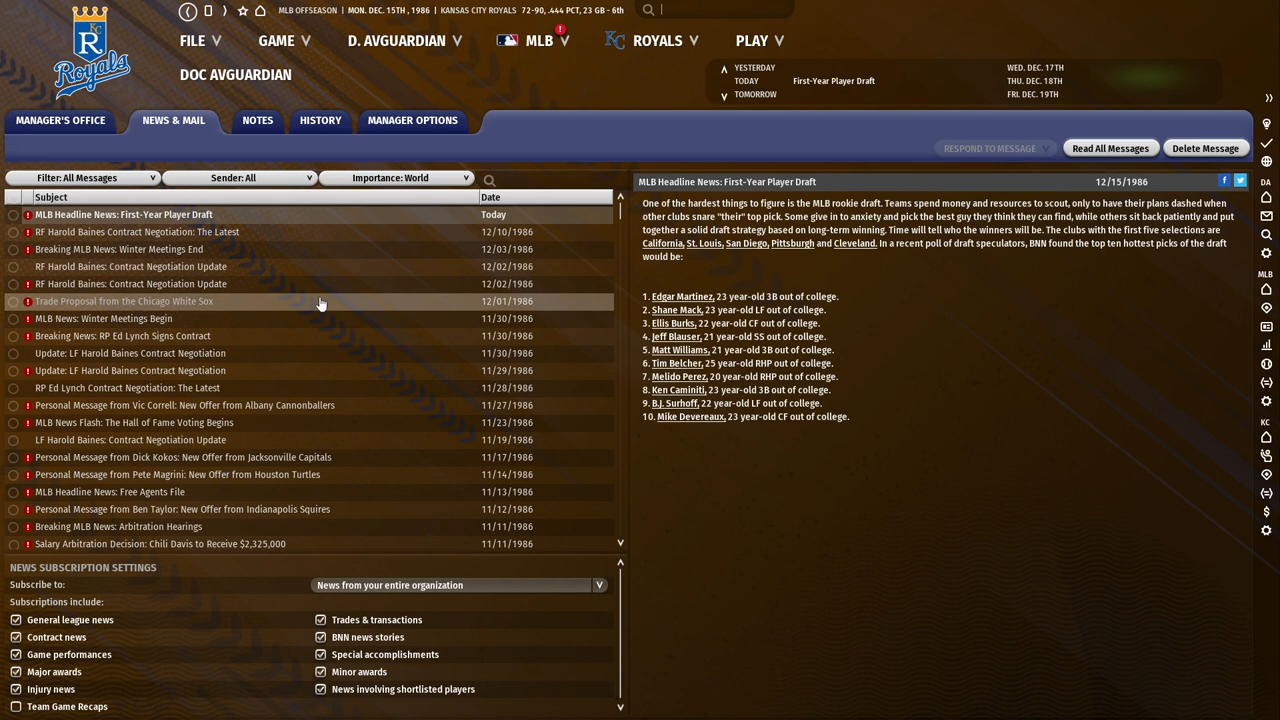 MLB OFFSEASON | MON. DEC. 15TH , 1986 | KANSAS CITY ROYALS 72-90, .444 PCT, 23 GB - 6th
KC
R
Royals
FILE GAME D. AVGUARDIAN MLB ROYALS PLAY
DOC AVGUARDIAN
YESTERDAY WED. DEC. 17TH
TODAY First-Year Player Draft THU. DEC. 18TH
TOMORROW FRI. DEC. 19TH
MANAGER'S OFFICE NEWS & MAIL NOTES HISTORY MANAGER OPTIONS
RESPOND TO MESSAGE Read All Messages Delete Message
Filter: All Messages Sender: All Importance: World
Subject Date
MLB Headline News: First-Year Player Draft Today
RF Harold Baines Contract Negotiation: The Latest 12/10/1986
Breaking MLB News: Winter Meetings End 12/03/1986
RF Harold Baines: Contract Negotiation Update 12/02/1986
RF Harold Baines: Contract Negotiation Update 12/02/1986
Trade Proposal from the Chicago White Sox 12/01/1986
MLB News: Winter Meetings Begin 11/30/1986
Breaking News: RP Ed Lynch Signs Contract 11/30/1986
Update: LF Harold Baines Contract Negotiation 11/30/1986
Update: LF Harold Baines Contract Negotiation 11/29/1986
RP Ed Lynch Contract Negotiation: The Latest 11/28/1986
Personal Message from Vic Correll: New Offer from Albany Cannonballers 11/27/1986
MLB News Flash: The Hall of Fame Voting Begins 11/23/1986
LF Harold Baines: Contract Negotiation Update 11/19/1986
Personal Message from Dick Kokos: New Offer from Jacksonville Capitals 11/17/1986
Personal Message from Pete Magrini: New Offer from Houston Turtles 11/14/1986
MLB Headline News: Free Agents File 11/13/1986
Personal Message from Ben Taylor: New Offer from Indianapolis Squires 11/12/1986
Breaking MLB News: Arbitration Hearings 11/11/1986
Salary Arbitration Decision: Chili Davis to Receive $2,325,000 11/11/1986
NEWS SUBSCRIPTION SETTINGS
Subscribe to: News from your entire organization
Subscriptions include:
General league news Trades & transactions
Contract news BNN news stories
Game performances Special accomplishments
Major awards Minor awards
Injury news News involving shortlisted players
Team Game Recaps
MLB Headline News: First-Year Player Draft 12/15/1986
One of the hardest things to figure is the MLB rookie draft. Teams spend money and resources to scout, only to have their plans dashed when
other clubs snare "their" top pick. Some give in to anxiety and pick the best guy they think they can find, while others sit back patiently and put
together a solid draft strategy based on long-term winning. Time will tell who the winners will be. The clubs with the first five selections are
California, St. Louis, San Diego, Pittsburgh and Cleveland. In a recent poll of draft speculators, BNN found the top ten hottest picks of the draft
would be:
1. Edgar Martinez, 23 year-old 3B out of college.
2. Shane Mack, 23 year-old LF out of college.
3. Ellis Burks, 22 year-old CF out of college.
4. Jeff Blauser, 21 year-old SS out of college.
5. Matt Williams, 21 year-old 3B out of college.
6. Tim Belcher, 25 year-old RHP out of college.
7. Melido Perez, 20 year-old RHP out of college.
8. Ken Caminiti, 23 year-old 3B out of college.
9. B.J. Surhoff, 22 year-old LF out of college.
10. Mike Devereaux, 23 year-old CF out of college.
DA
MLB
KC